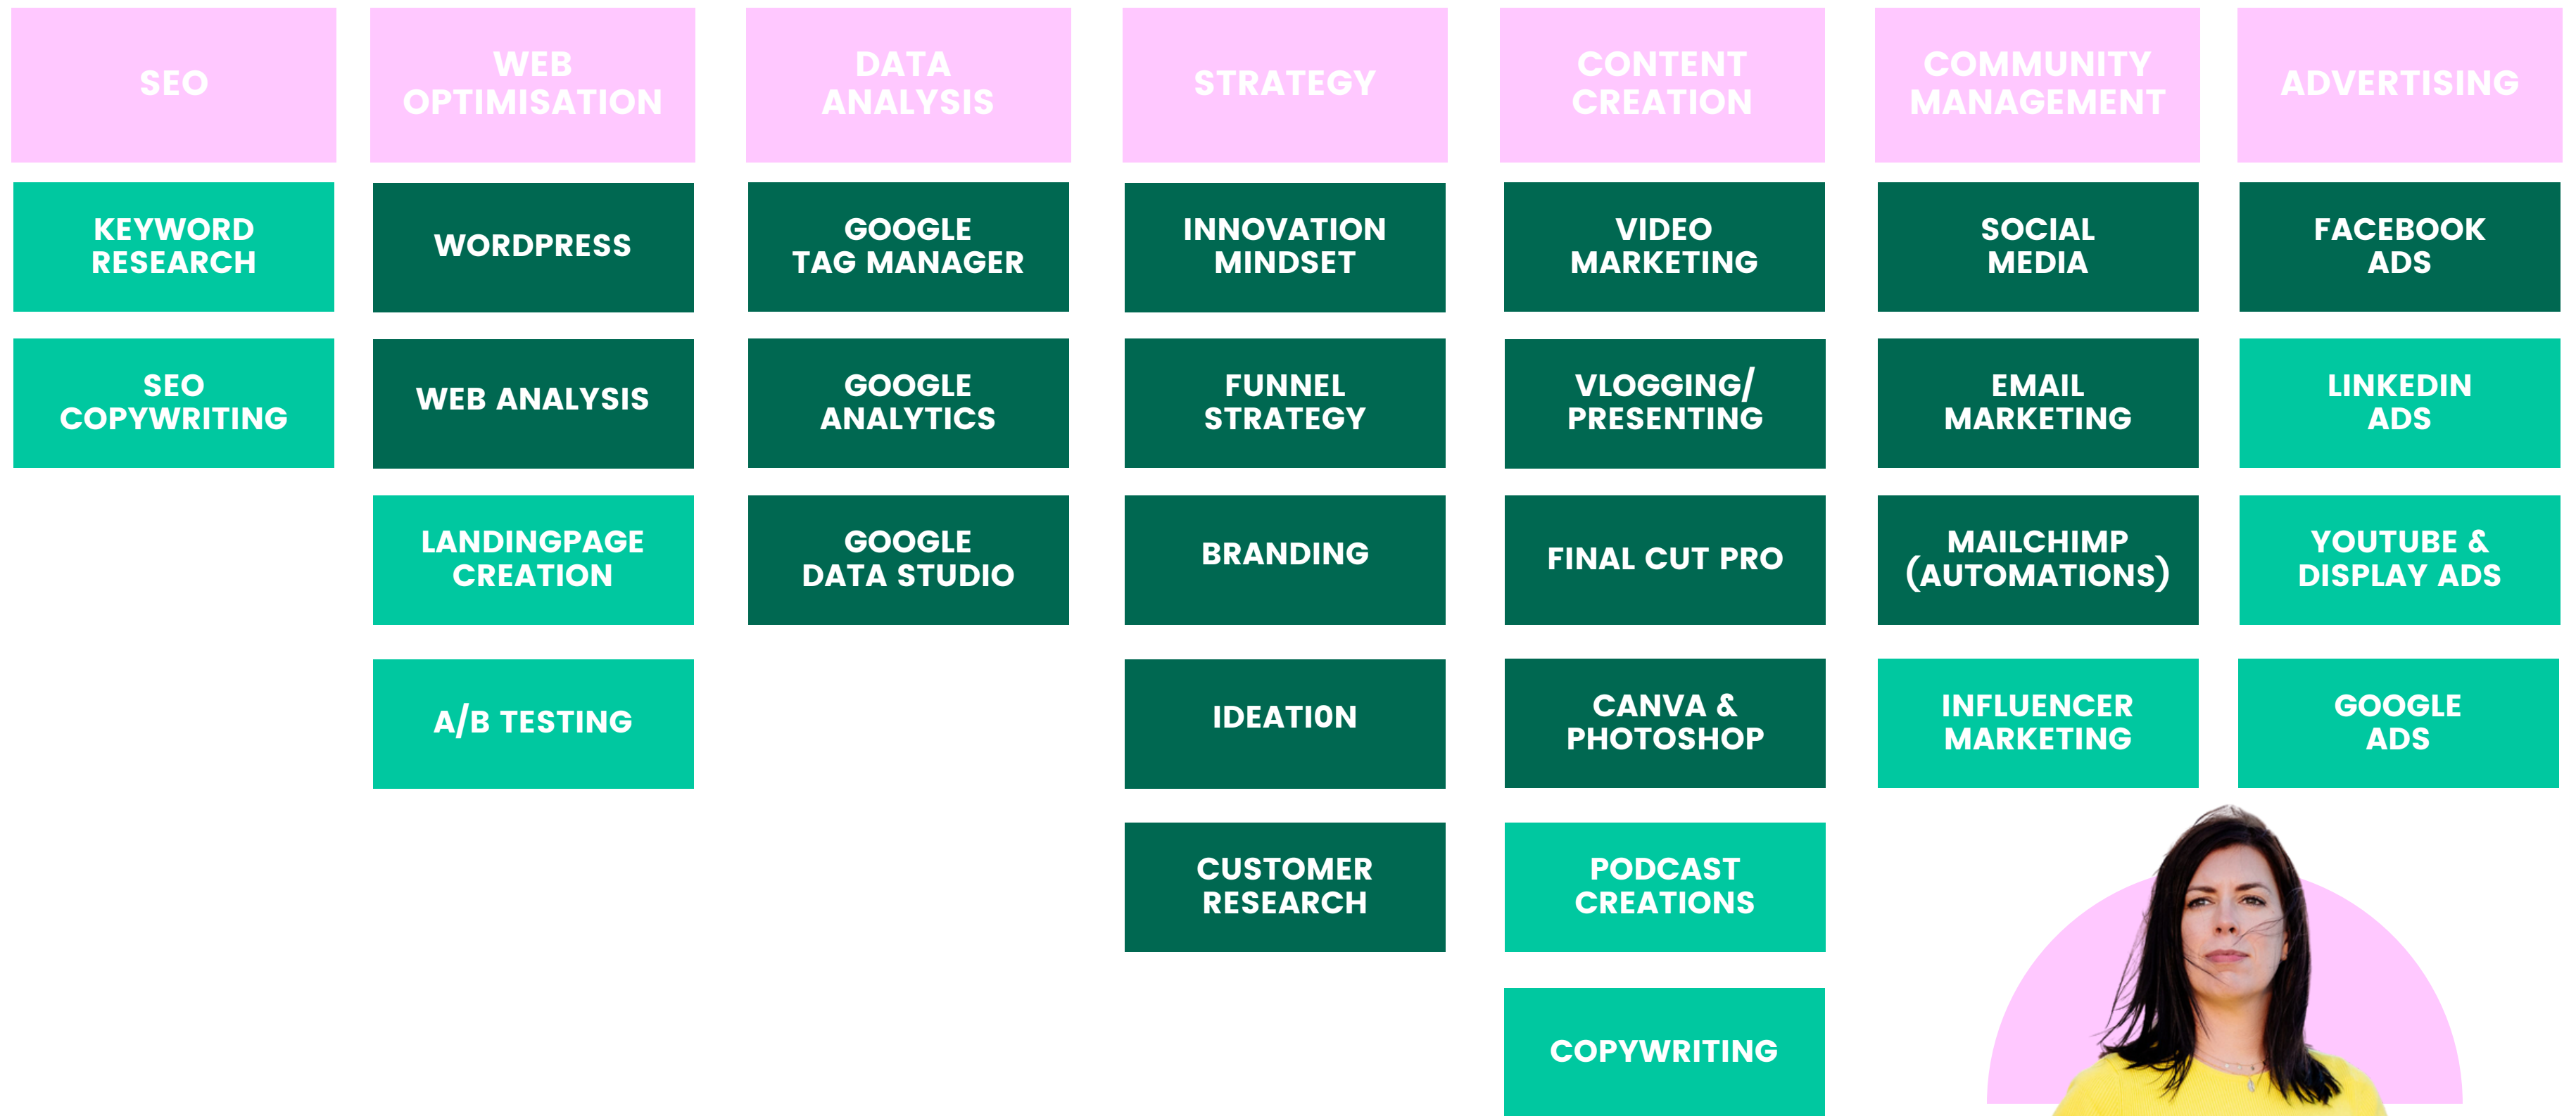 SEO
WEB
OPTIMISATION
DATA
ANALYSIS
STRATEGY
CONTENT
CREATION
COMMUNITY
MANAGEMENT
ADVERTISING
KEYWORD
RESEARCH
WORDPRESS
GOOGLE
TAG MANAGER
INNOVATION
MINDSET
VIDEO
MARKETING
SOCIAL
MEDIA
FACEBOOK
ADS
SEO
COPYWRITING
WEB ANALYSIS
GOOGLE
ANALYTICS
FUNNEL
STRATEGY
VLOGGING/
PRESENTING
EMAIL
MARKETING
LINKEDIN
ADS
LANDINGPAGE
CREATION
GOOGLE
DATA STUDIO
BRANDING
FINAL CUT PRO
MAILCHIMP
(AUTOMATIONS)
YOUTUBE &
DISPLAY ADS
A/B TESTING
IDEATI0N
CANVA &
PHOTOSHOP
INFLUENCER
MARKETING
GOOGLE
ADS
CUSTOMER
RESEARCH
PODCAST
CREATIONS
COPYWRITING